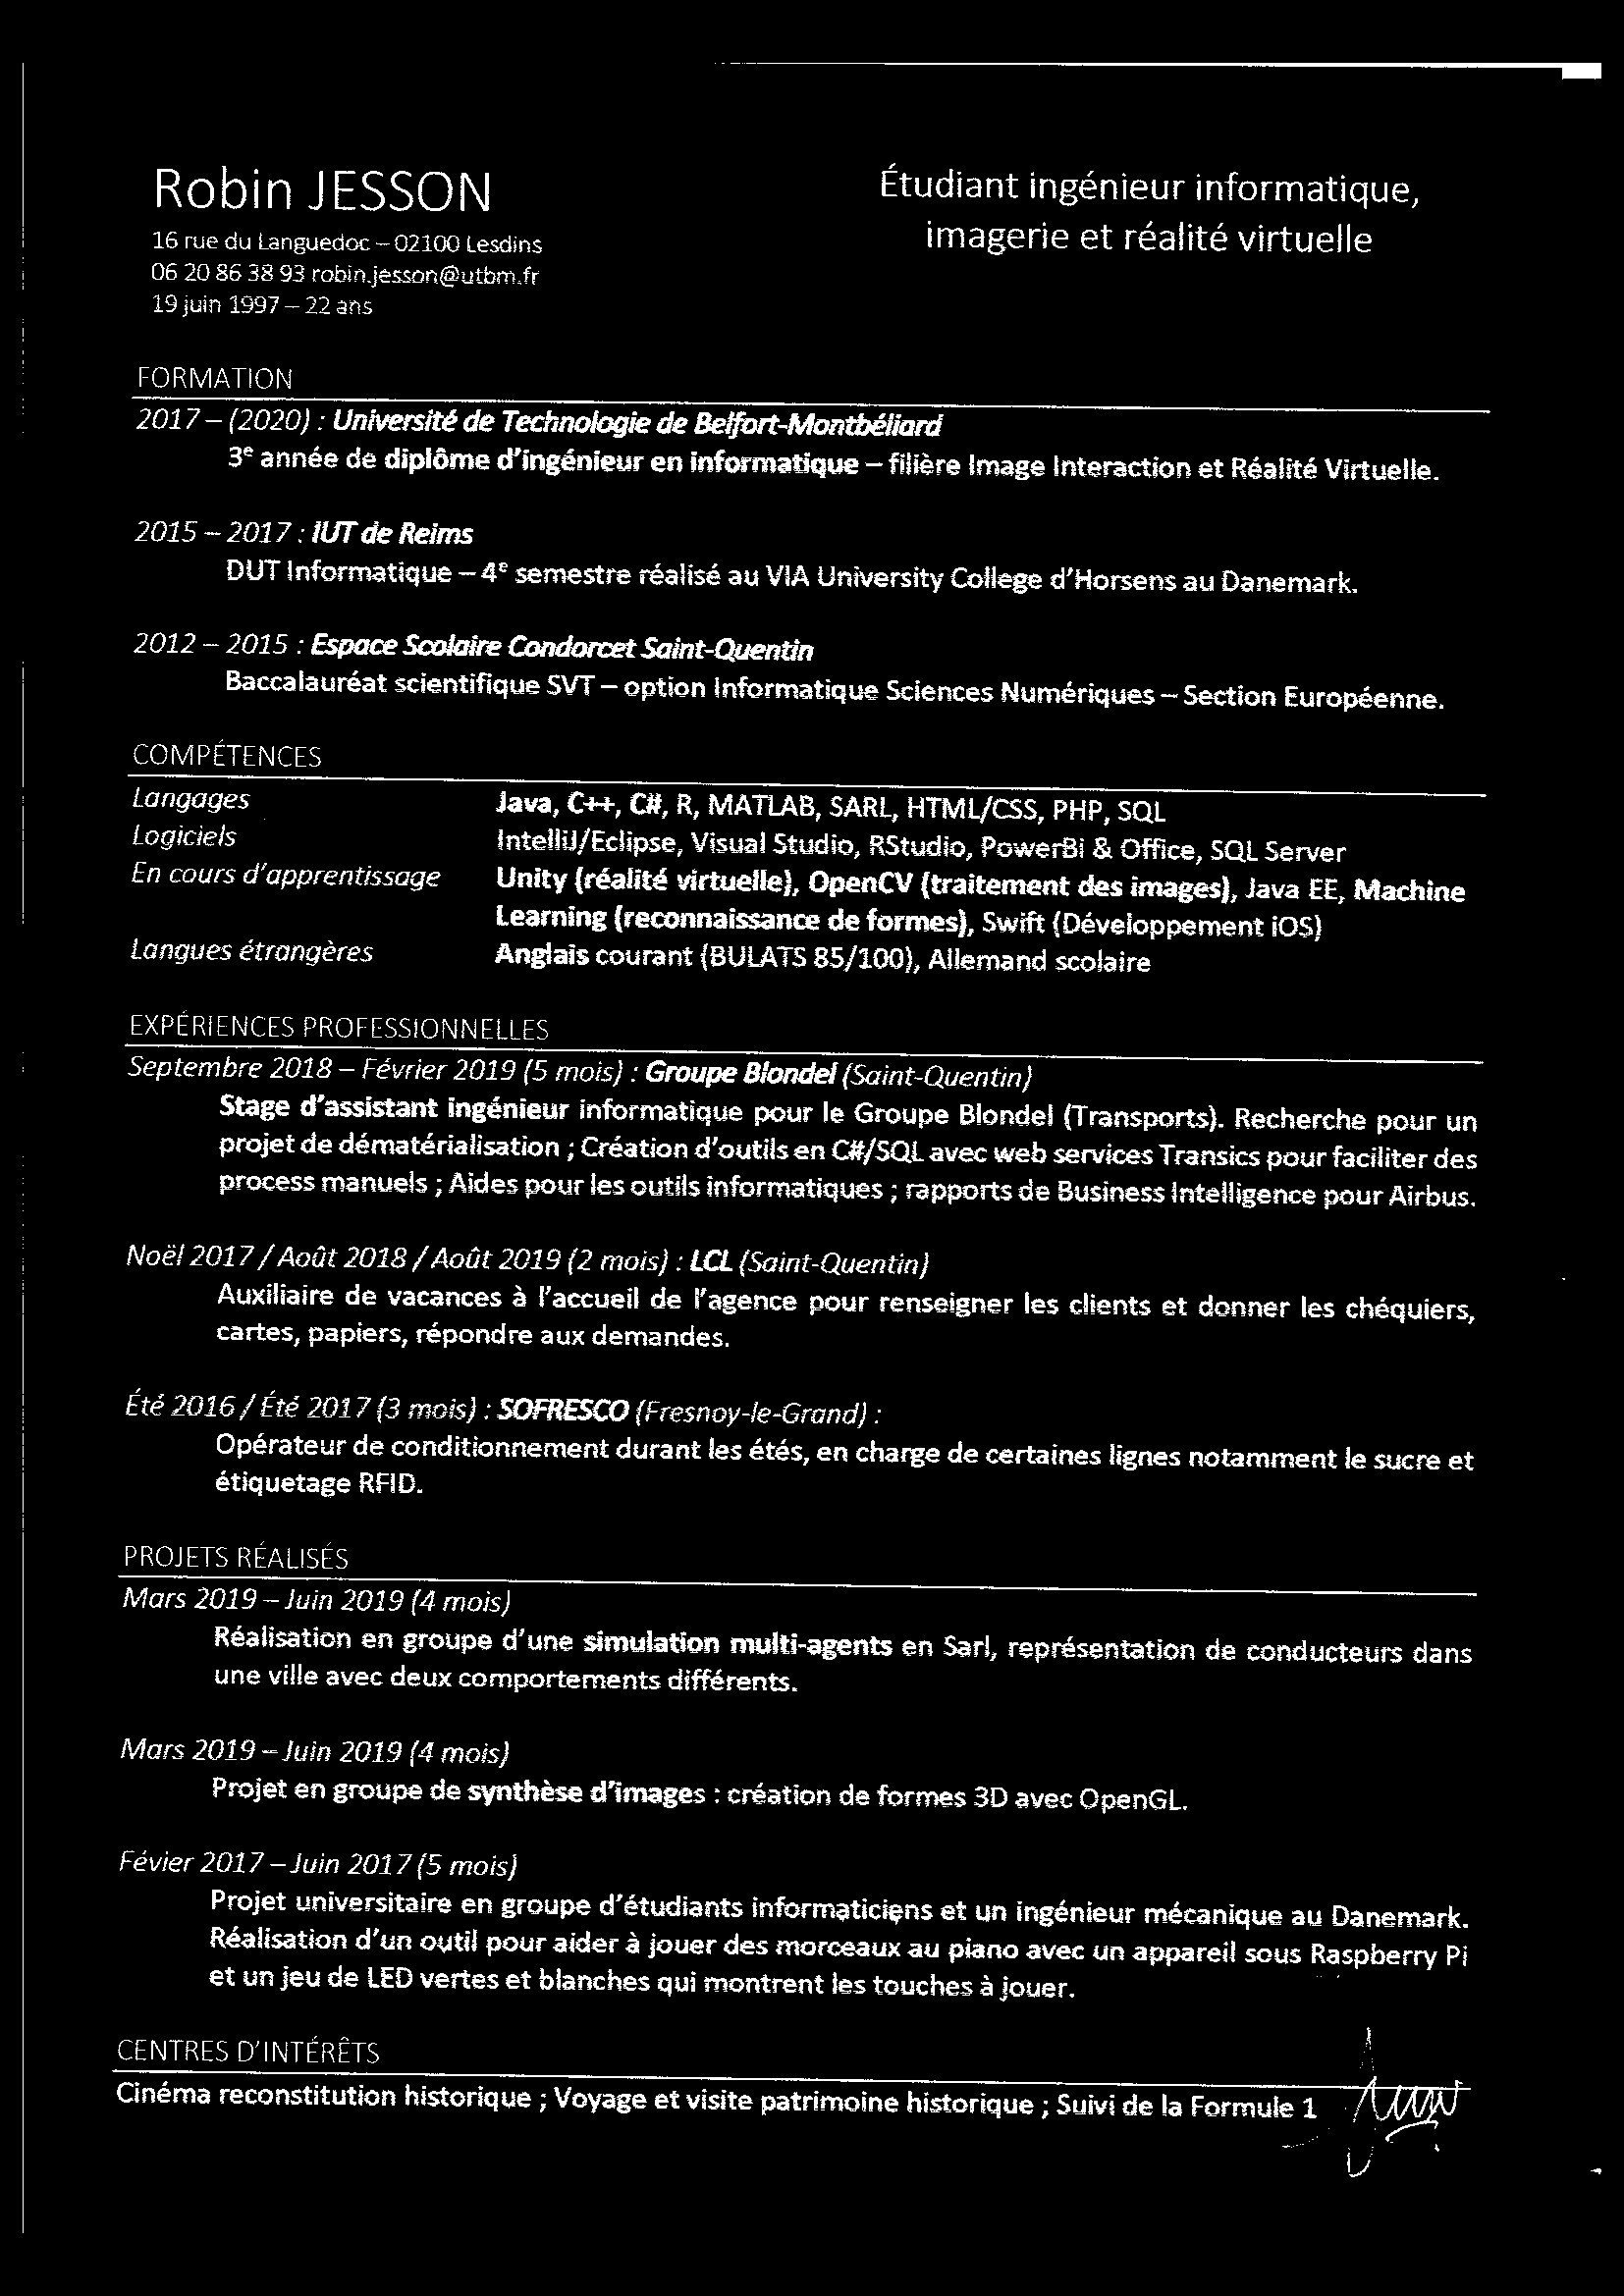 Robin JESSON
16 rue du Languedoc – 02100 Lesdins
06 20 86 38 93 robin.jesson@utbm.fr
19 juin 1997 – 22 ans
Étudiant ingénieur informatique,
imagerie et réalité virtuelle
FORMATION
2017 – (2020) : Université de Technologie de Belfort-Montbéliard
3e année de diplôme d'ingénieur en informatique – filière Image Interaction et Réalité Virtuelle.
2015 – 2017 : IUT de Reims
DUT Informatique – 4e semestre réalisé au VIA University College d'Horsens au Danemark.
2012 – 2015 : Espace Scolaire Condorcet Saint-Quentin
Baccalauréat scientifique SVT – option Informatique Sciences Numériques – Section Européenne.
COMPÉTENCES
Langages Java, C++, C#, R, MATLAB, SARL, HTML/CSS, PHP, SQL
Logiciels IntelliJ/Eclipse, Visual Studio, RStudio, PowerBi & Office, SQL Server
En cours d'apprentissage Unity (réalité virtuelle), OpenCV (traitement des images), Java EE, Machine
Learning (reconnaissance de formes), Swift (Développement iOS)
Langues étrangères Anglais courant (BULATS 85/100), Allemand scolaire
EXPÉRIENCES PROFESSIONNELLES
Septembre 2018 – Février 2019 (5 mois) : Groupe Blondel (Saint-Quentin)
Stage d'assistant ingénieur informatique pour le Groupe Blondel (Transports). Recherche pour un
projet de dématérialisation ; Création d'outils en C#/SQL avec web services Transics pour faciliter des
process manuels ; Aides pour les outils informatiques ; rapports de Business Intelligence pour Airbus.
Noël 2017 / Août 2018 / Août 2019 (2 mois) : LCL (Saint-Quentin)
Auxiliaire de vacances à l'accueil de l'agence pour renseigner les clients et donner les chéquiers,
cartes, papiers, répondre aux demandes.
Été 2016 / Été 2017 (3 mois) : SOFRESCO (Fresnoy-le-Grand) :
Opérateur de conditionnement durant les étés, en charge de certaines lignes notamment le sucre et
étiquetage RFID.
PROJETS RÉALISÉS
Mars 2019 – Juin 2019 (4 mois)
Réalisation en groupe d'une simulation multi-agents en Sarl, représentation de conducteurs dans
une ville avec deux comportements différents.
Mars 2019 – Juin 2019 (4 mois)
Projet en groupe de synthèse d'images : création de formes 3D avec OpenGL.
Févier 2017 – Juin 2017 (5 mois)
Projet universitaire en groupe d'étudiants informaticiens et un ingénieur mécanique au Danemark.
Réalisation d'un outil pour aider à jouer des morceaux au piano avec un appareil sous Raspberry Pi
et un jeu de LED vertes et blanches qui montrent les touches à jouer.
CENTRES D'INTÉRÊTS
Cinéma reconstitution historique ; Voyage et visite patrimoine historique ; Suivi de la Formule 1